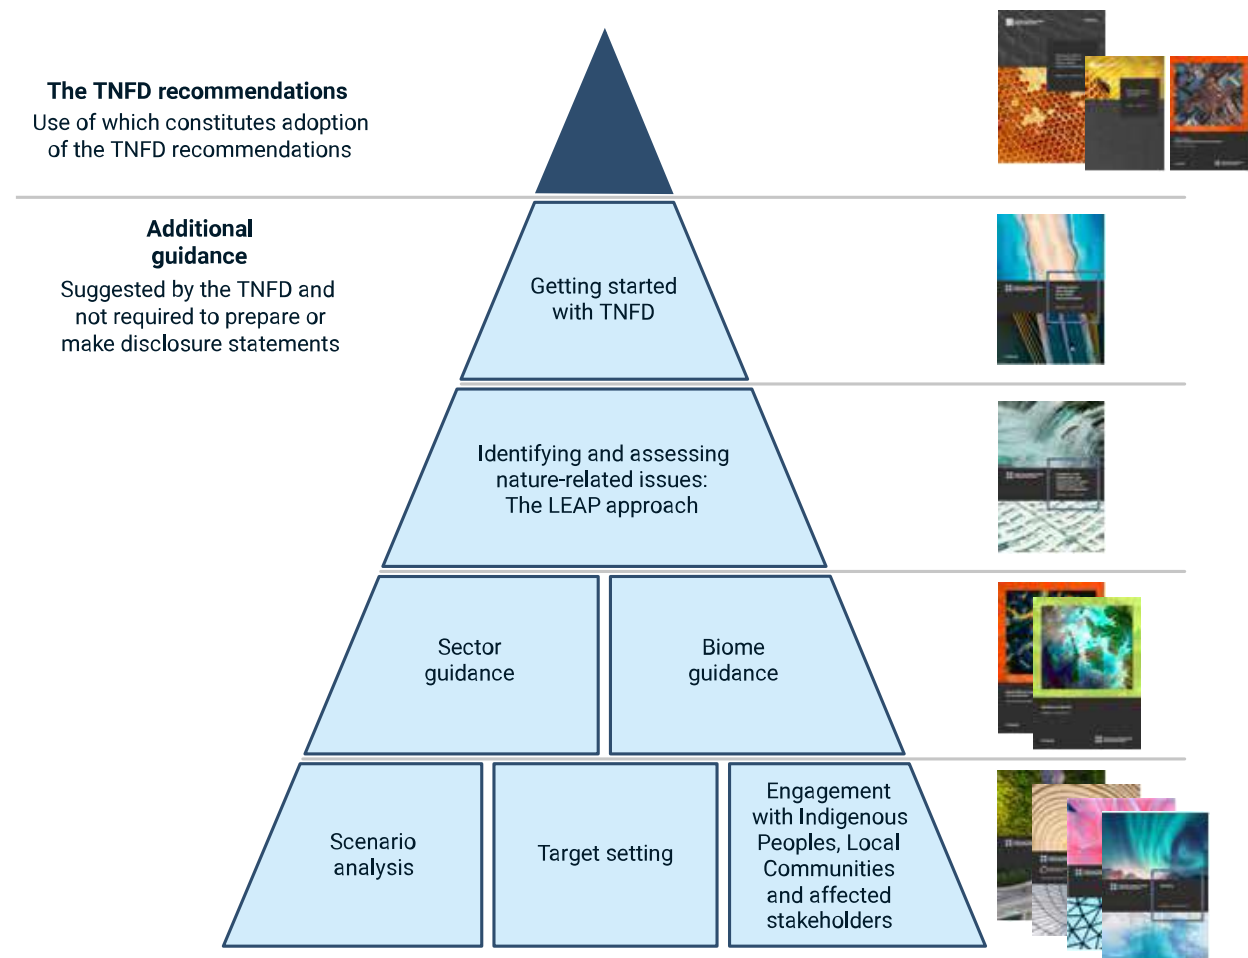 The TNFD recommendations
Use of which constitutes adoption
of the TNFD recommendations
Additional
guidance
Suggested by the TNFD and
not required to prepare or
make disclosure statements
Getting started
with TNFD
Identifying and assessing
nature-related issues:
The LEAP approach
Sector
guidance
Biome
guidance
Scenario
analysis
Target setting
Engagement
with Indigenous
Peoples, Local
Communities
and affected
stakeholders